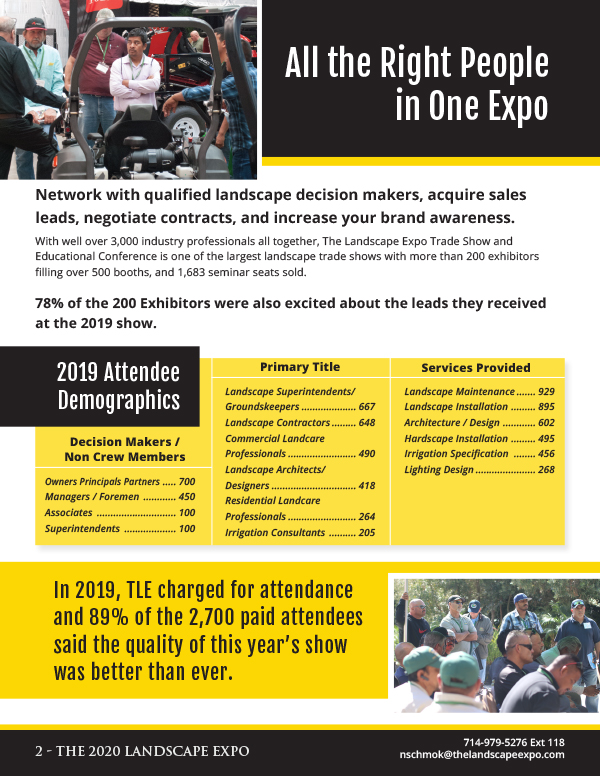 All the Right People
in One Expo
Network with qualified landscape decision makers, acquire sales
leads, negotiate contracts, and increase your brand awareness.
With well over 3,000 industry professionals all together, The Landscape Expo Trade Show and
Educational Conference is one of the largest landscape trade shows with more than 200 exhibitors
filling over 500 booths, and 1,683 seminar seats sold.
78% of the 200 Exhibitors were also excited about the leads they received
at the 2019 show.
2019 Attendee
Demographics
Decision Makers /
Non Crew Members
Owners Principals Partners ..... 700
Managers / Foremen ............ 450
Associates ............................. 100
Superintendents ................... 100
Primary Title
Landscape Superintendents/
Groundskeepers .................... 667
Landscape Contractors ......... 648
Commercial Landcare
Professionals ......................... 490
Landscape Architects/
Designers ............................... 418
Residential Landcare
Professionals ......................... 264
Irrigation Consultants .......... 205
Services Provided
Landscape Maintenance ....... 929
Landscape Installation ......... 895
Architecture / Design ............ 602
Hardscape Installation ......... 495
Irrigation Specification ....... 456
Lighting Design ...................... 268
In 2019, TLE charged for attendance
and 89% of the 2,700 paid attendees
said the quality of this year’s show
was better than ever.
2 - THE 2020 LANDSCAPE EXPO
714-979-5276 Ext 118
nschmok@thelandscapeexpo.com